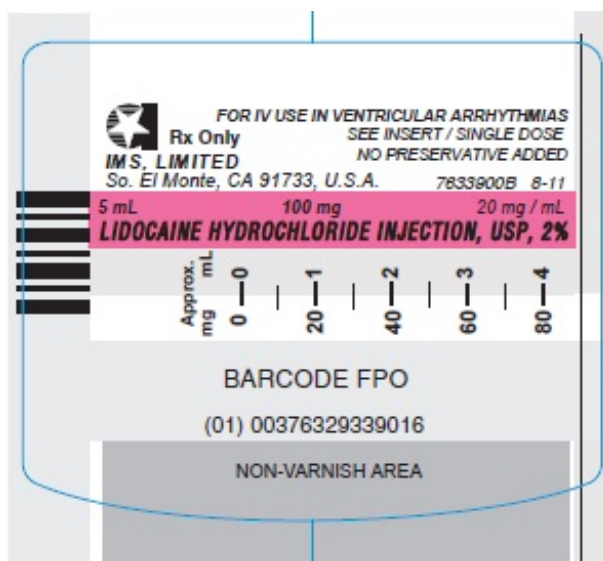 FOR IV USE IN VENTRICULAR ARRHYTHMIAS
Rx Only SEE INSERT / SINGLE DOSE
IMS, LIMITED NO PRESERVATIVE ADDED
So. El Monte, CA 91733, U.S.A. 7633900B 8-11
5 mL 100 mg 20 mg / mL
LIDOCAINE HYDROCHLORIDE INJECTION, USP, 2%
Approx. mL 0 1 2 3 4
mg 0 20 40 60 80
BARCODE FPO
(01) 00376329339016
NON-VARNISH AREA